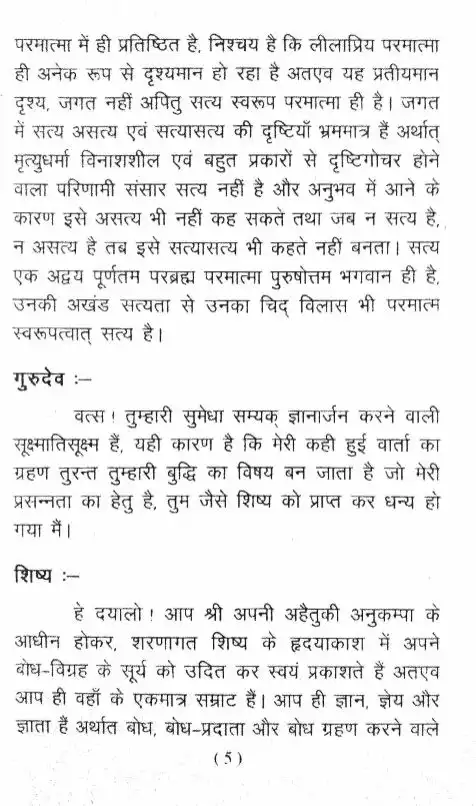 परमात्मा में ही प्रतिष्ठित है, निश्चय है कि लीलाप्रिय परमात्मा
ही अनेक रूप से दृश्यमान हो रहा है अतएव यह प्रतीयमान
दृश्य, जगत नहीं अपितु सत्य स्वरूप परमात्मा ही है। जगत
में सत्य असत्य एवं सत्यासत्य की दृष्टियाँ भ्रममात्र हैं अर्थात्
मृत्युधर्मा विनाशशील एवं बहुत प्रकारों से दृष्टिगोचर होने
वाला परिणामी संसार सत्य नहीं है और अनुभव में आने के
कारण इसे असत्य भी नहीं कह सकते तथा जब न सत्य है,
न असत्य है तब इसे सत्यासत्य भी कहते नहीं बनता। सत्य
एक अद्वय पूर्णतम परब्रह्म परमात्मा पुरुषोत्तम भगवान ही है,
उनकी अखंड सत्यता से उनका चिद् विलास भी परमात्म
स्वरूपत्वात् सत्य है।
गुरुदेव :–
वत्स! तुम्हारी सुमेधा सम्यक् ज्ञानार्जन करने वाली
सूक्ष्मातिसूक्ष्म हैं, यही कारण है कि मेरी कही हुई वार्ता का
ग्रहण तुरन्त तुम्हारी बुद्धि का विषय बन जाता है जो मेरी
प्रसन्नता का हेतु है, तुम जैसे शिष्य को प्राप्त कर धन्य हो
गया मैं।
शिष्य :–
हे दयालो! आप श्री अपनी अहैतुकी अनुकम्पा के
आधीन होकर, शरणागत शिष्य के हृदयाकाश में अपने
बोध-विग्रह के सूर्य को उदित कर स्वयं प्रकाशते हैं अतएव
आप ही वहाँ के एकमात्र सम्राट हैं। आप ही ज्ञान, ज्ञेय और
ज्ञाता हैं अर्थात बोध, बोध-प्रदाता और बोध ग्रहण करने वाले
(5)